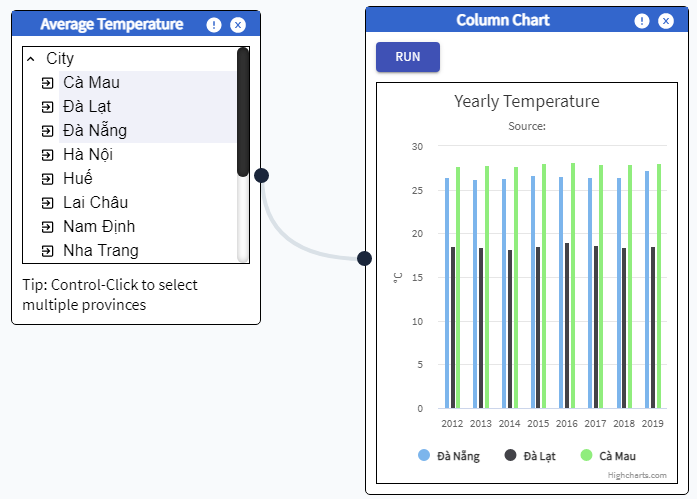 Average Temperature
City
Cà Mau
Đà Lạt
Đà Nẵng
Hà Nội
Huế
Lai Châu
Nam Định
Nha Trang
Tip: Control-Click to select
multiple provinces
Column Chart
RUN
Yearly Temperature
Source:
°C
30
25
20
15
10
5
0
2012 2013 2014 2015 2016 2017 2018 2019
Đà Nẵng Đà Lạt Cà Mau
Highcharts.com